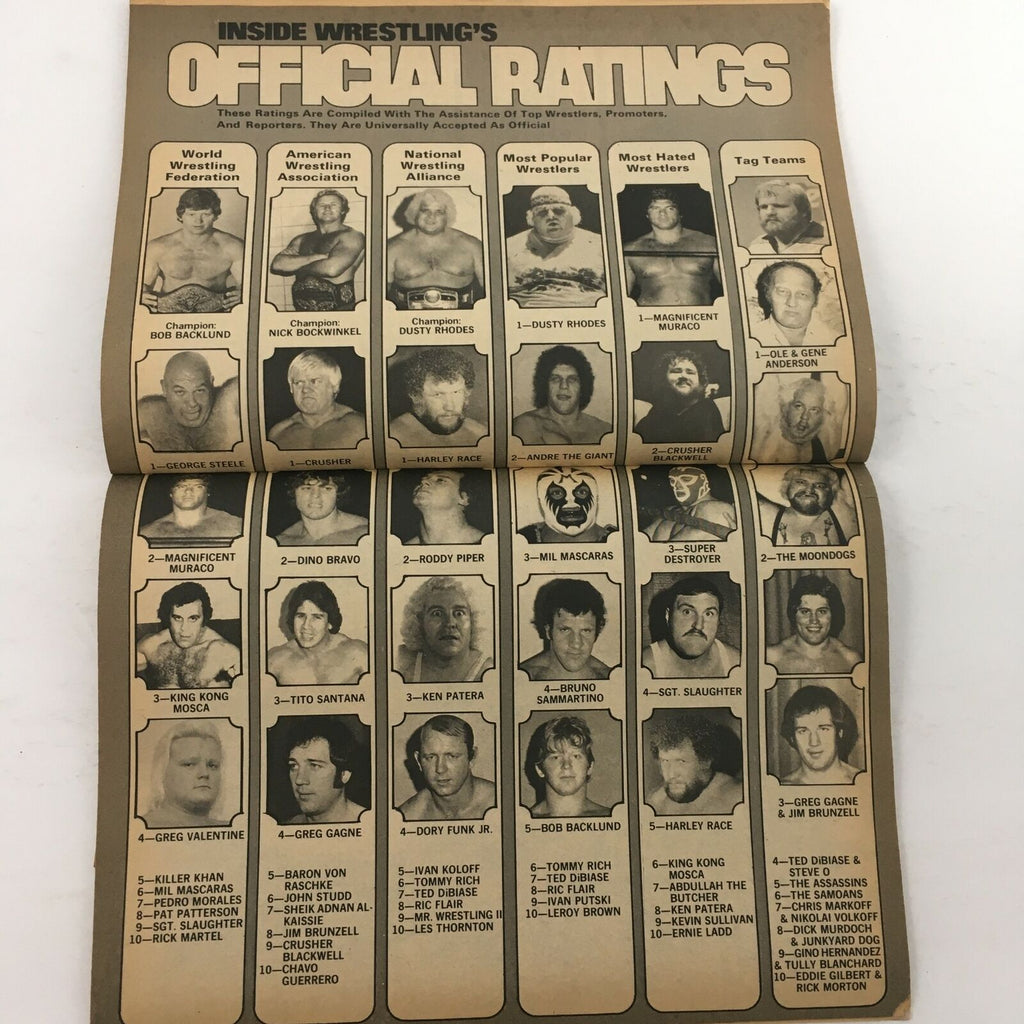 INSIDE WRESTLING'S
OFFICIAL RATINGS
These Ratings Are Compiled With The Assistance Of Top Wrestlers, Promoters,
And Reporters. They Are Universally Accepted As Official
World
Wrestling
Federation
Champion:
BOB BACKLUND
1—GEORGE STEELE
2—MAGNIFICENT
MURACO
3—KING KONG
MOSCA
4—GREG VALENTINE
5—KILLER KHAN
6—MIL MASCARAS
7—PEDRO MORALES
8—PAT PATTERSON
9—SGT. SLAUGHTER
10—RICK MARTEL
American
Wrestling
Association
Champion:
NICK BOCKWINKEL
1—CRUSHER
2—DINO BRAVO
3—TITO SANTANA
4—GREG GAGNE
5—BARON VON
RASCHKE
6—JOHN STUDD
7—SHEIK ADNAN AL-
KAISSIE
8—JIM BRUNZELL
9—CRUSHER
BLACKWELL
10—CHAVO
GUERRERO
National
Wrestling
Alliance
Champion:
DUSTY RHODES
1—HARLEY RACE
2—RODDY PIPER
3—KEN PATERA
4—DORY FUNK JR.
5—IVAN KOLOFF
6—TOMMY RICH
7—TED DiBIASE
8—RIC FLAIR
9—MR. WRESTLING II
10—LES THORNTON
Most Popular
Wrestlers
1—DUSTY RHODES
2—ANDRE THE GIANT
3—MIL MASCARAS
4—BRUNO
SAMMARTINO
5—BOB BACKLUND
6—TOMMY RICH
7—TED DiBIASE
8—RIC FLAIR
9—IVAN PUTSKI
10—LEROY BROWN
Most Hated
Wrestlers
1—MAGNIFICENT
MURACO
2—CRUSHER
BLACKWELL
3—SUPER
DESTROYER
4—SGT. SLAUGHTER
5—HARLEY RACE
6—KING KONG
MOSCA
7—ABDULLAH THE
BUTCHER
8—KEN PATERA
9—KEVIN SULLIVAN
10—ERNIE LADD
Tag Teams
1—OLE & GENE
ANDERSON
2—THE MOONDOGS
3—GREG GAGNE
& JIM BRUNZELL
4—TED DiBIASE &
STEVE O
5—THE ASSASSINS
6—THE SAMOANS
7—CHRIS MARKOFF
& NIKOLAI VOLKOFF
8—DICK MURDOCH
& JUNKYARD DOG
9—GINO HERNANDEZ
& TULLY BLANCHARD
10—EDDIE GILBERT &
RICK MORTON